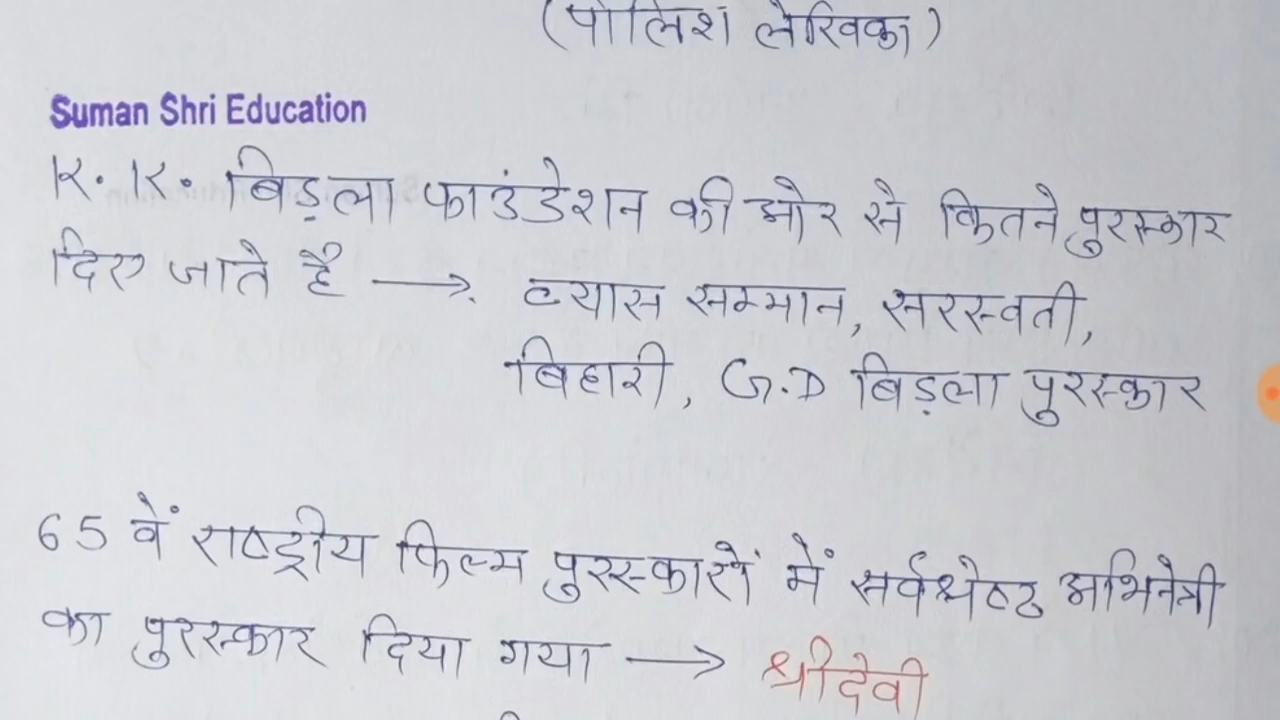 (पोलिश लेखिका)
Suman Shri Education
K. K. बिड़ला फाउंडेशन की ओर से कितने पुरस्कार
दिए जाते है → व्यास सम्मान, सरस्वती,
बिहारी, G.D बिड़ला पुरस्कार
65 वें राष्ट्रीय फिल्म पुरस्कारों में सर्वश्रेष्ठ अभिनेत्री
का पुरस्कार दिया गया → श्रीदेवी